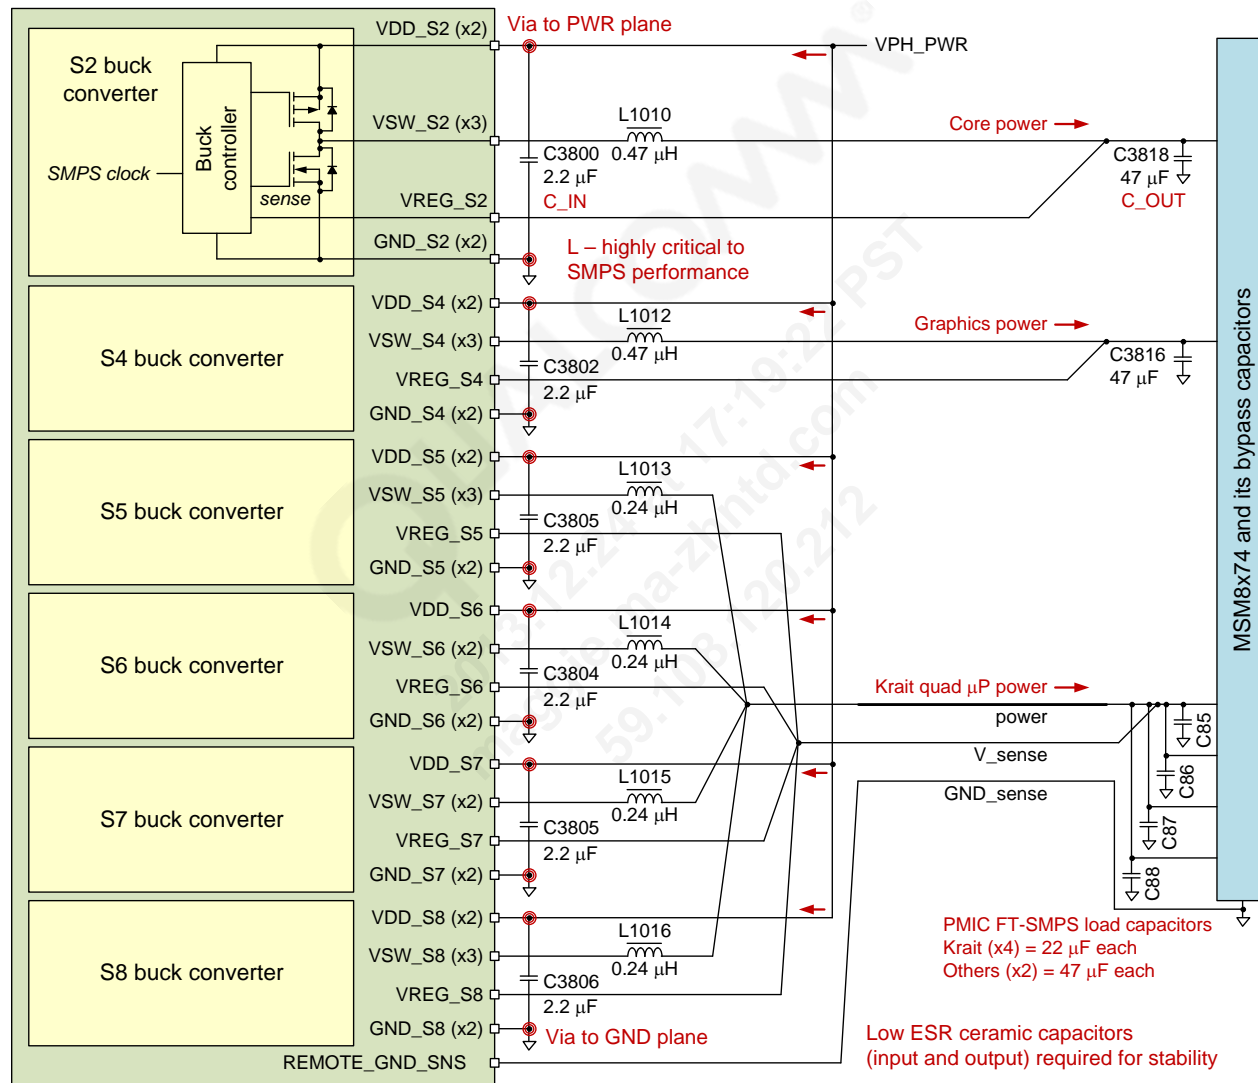 VDD_S2 (x2)
Via to PWR plane
VPH_PWR
S2 buck
converter
Buck
controller
SMPS clock
sense
VSW_S2 (x3)
L1010
0.47 µH
Core power
C3800
2.2 µF
C_IN
C3818
47 µF
C_OUT
VREG_S2
GND_S2 (x2)
L – highly critical to
SMPS performance
S4 buck converter
VDD_S4 (x2)
VSW_S4 (x3)
L1012
0.47 µH
Graphics power
C3802
2.2 µF
C3816
47 µF
VREG_S4
GND_S4 (x2)
S5 buck converter
VDD_S5 (x2)
VSW_S5 (x3)
L1013
0.24 µH
C3805
2.2 µF
VREG_S5
GND_S5 (x2)
S6 buck converter
VDD_S6
VSW_S6 (x2)
L1014
0.24 µH
C3804
2.2 µF
VREG_S6
GND_S6 (x2)
Krait quad µP power
power
V_sense
GND_sense
C85
C86
C87
C88
S7 buck converter
VDD_S7
VSW_S7 (x2)
L1015
0.24 µH
C3805
2.2 µF
VREG_S7
GND_S7 (x2)
S8 buck converter
VDD_S8 (x2)
VSW_S8 (x3)
L1016
0.24 µH
C3806
2.2 µF
VREG_S8
GND_S8 (x2)
Via to GND plane
REMOTE_GND_SNS
PMIC FT-SMPS load capacitors
Krait (x4) = 22 µF each
Others (x2) = 47 µF each
Low ESR ceramic capacitors
(input and output) required for stability
MSM8x74 and its bypass capacitors
QUALCOMM
59.108.120.212